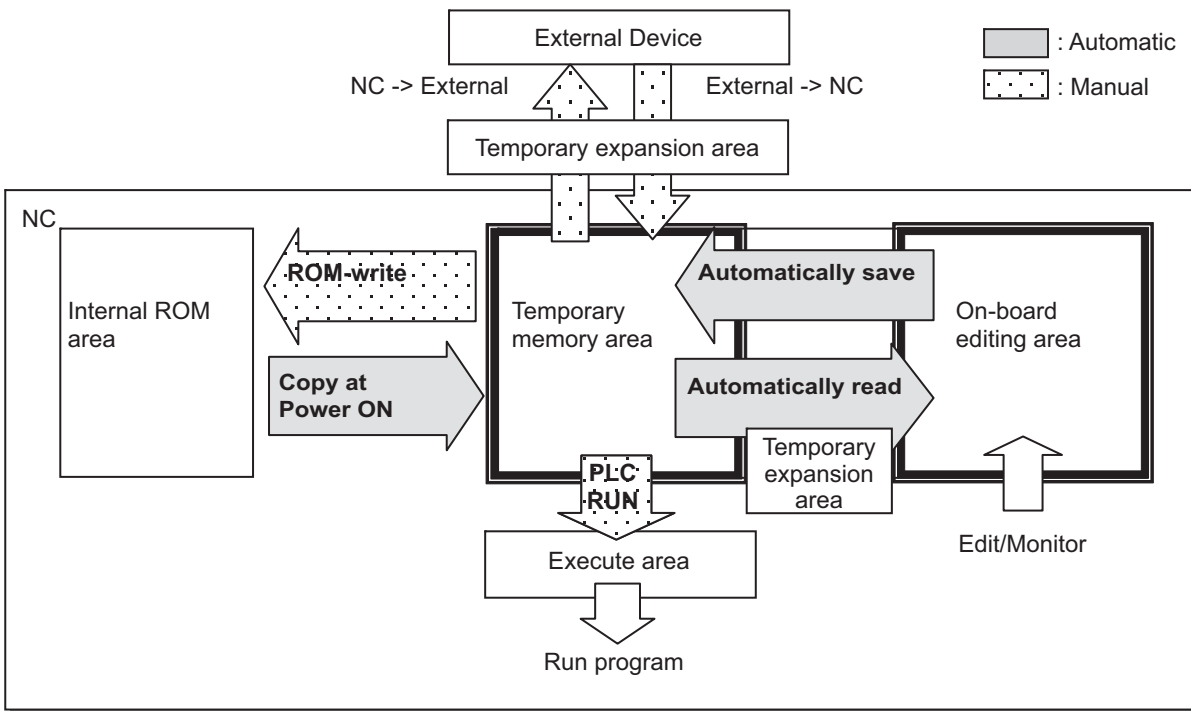 External Device
: Automatic
NC -> External
External -> NC
: Manual
Temporary expansion area
NC
ROM-write
Automatically save
Internal ROM
area
Temporary
memory area
On-board
editing area
Copy at
Power ON
Automatically read
Temporary
expansion
area
PLC
RUN
Edit/Monitor
Execute area
Run program